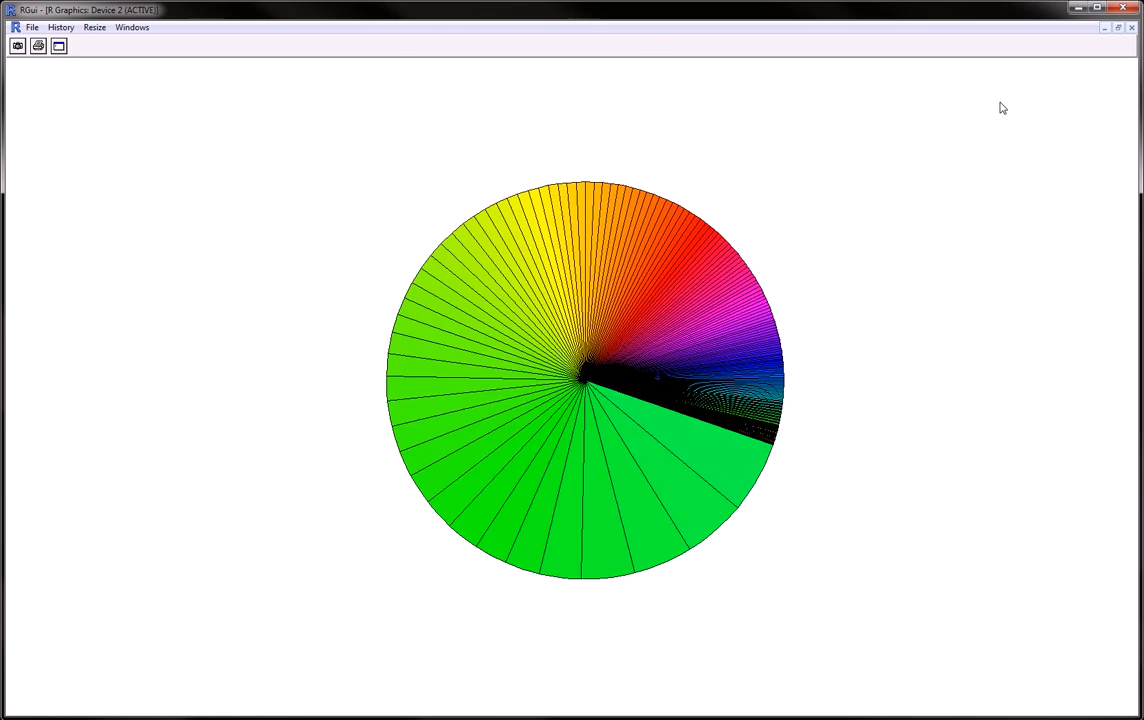 RGui - [R Graphics: Device 2 (ACTIVE)]
File History Resize Windows